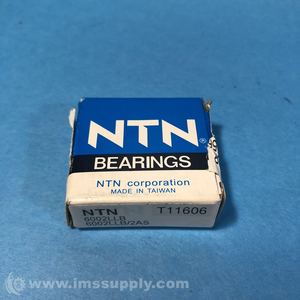 NTN
BEARINGS
NTN corporation
MADE IN TAIWAN
NTN T11606
6002LLB
6002LLB/2AS
© www.imssupply.com